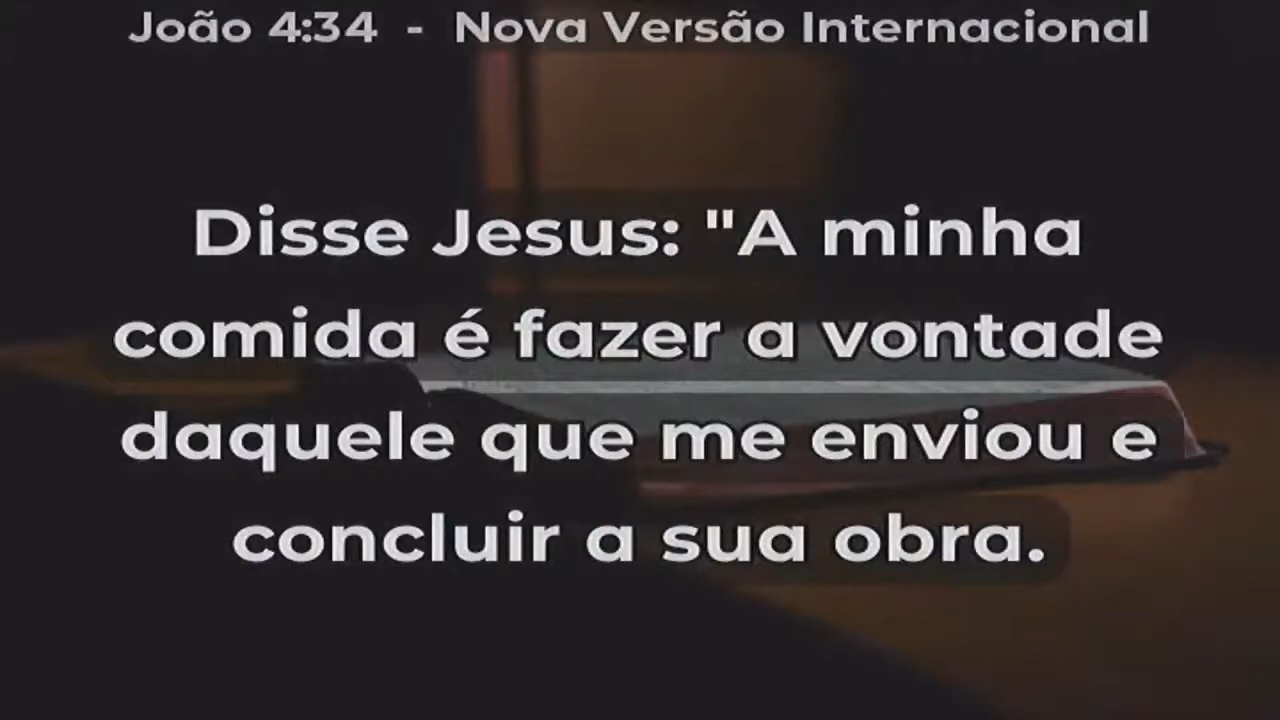 João 4:34 - Nova Versão Internacional
Disse Jesus: "A minha
comida é fazer a vontade
daquele que me enviou e
concluir a sua obra.